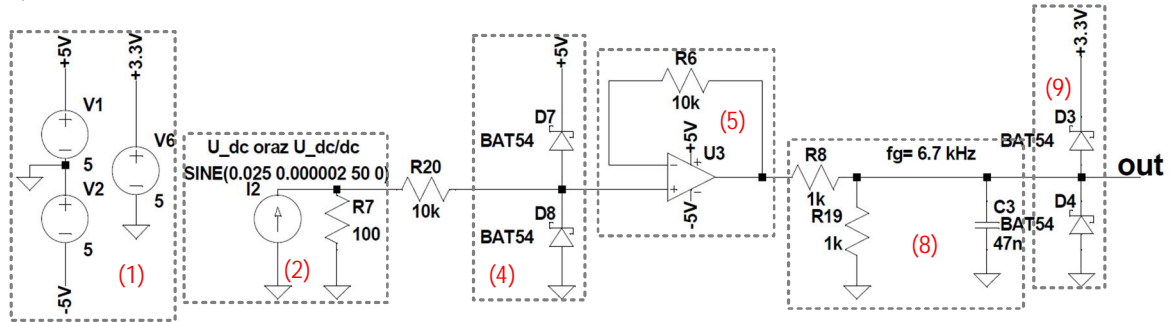 +5V
+3.3V
V1
5
V2
5
-5V
V6
5
(1)
U_dc oraz U_dc/dc
SINE(0.025 0.000002 50 0)
I2
R7
100
(2)
R20
10k
+5V
D7
BAT54
D8
BAT54
(4)
R6
10k
(5)
+5V
U3
-5V
R8
1k
fg= 6.7 kHz
R19
1k
C3
47n
(8)
+3.3V
(9)
D3
BAT54
D4
BAT54
out